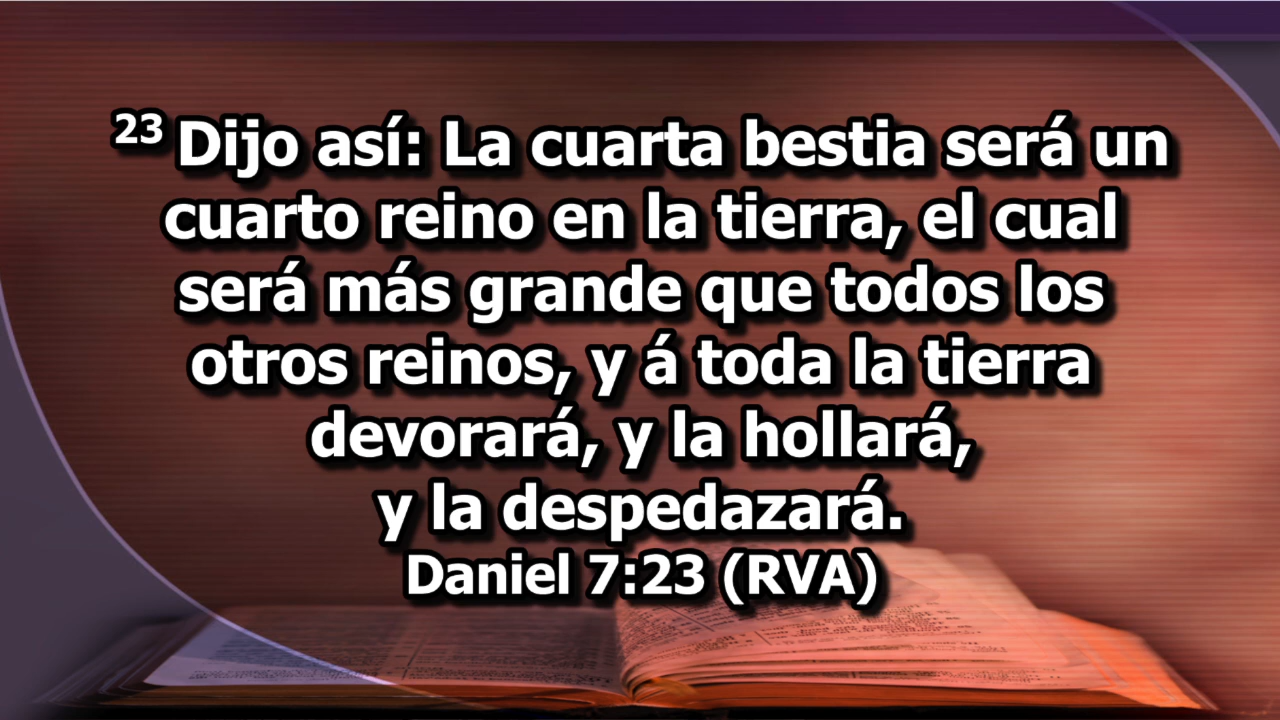 23 Dijo así: La cuarta bestia será un
cuarto reino en la tierra, el cual
será más grande que todos los
otros reinos, y á toda la tierra
devorará, y la hollará,
y la despedazará.
Daniel 7:23 (RVA)